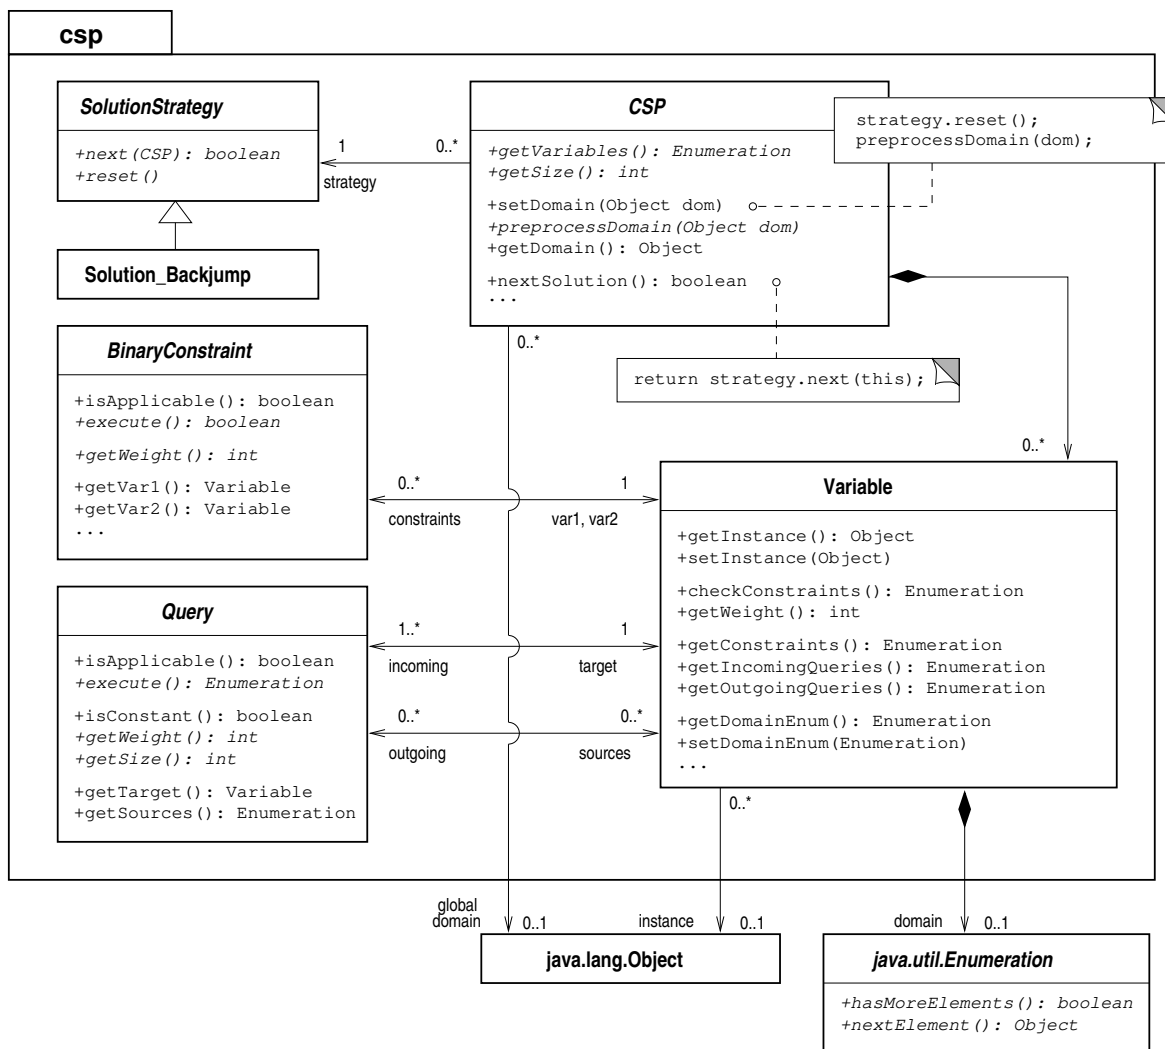 csp
SolutionStrategy
+next(CSP): boolean
+reset()
1
0..*
strategy
Solution_Backjump
CSP
+getVariables(): Enumeration
+getSize(): int
+setDomain(Object dom)
+preprocessDomain(Object dom)
+getDomain(): Object
+nextSolution(): boolean
...
strategy.reset();
preprocessDomain(dom);
0..*
return strategy.next(this);
0..*
BinaryConstraint
+isApplicable(): boolean
+execute(): boolean
+getWeight(): int
+getVar1(): Variable
+getVar2(): Variable
...
0..*
1
constraints
var1, var2
Variable
+getInstance(): Object
+setInstance(Object)
+checkConstraints(): Enumeration
+getWeight(): int
+getConstraints(): Enumeration
+getIncomingQueries(): Enumeration
+getOutgoingQueries(): Enumeration
+getDomainEnum(): Enumeration
+setDomainEnum(Enumeration)
...
Query
+isApplicable(): boolean
+execute(): Enumeration
+isConstant(): boolean
+getWeight(): int
+getSize(): int
+getTarget(): Variable
+getSources(): Enumeration
1..*
1
incoming
target
0..*
0..*
outgoing
sources
0..*
global
domain
0..1
instance
0..1
domain
0..1
java.lang.Object
java.util.Enumeration
+hasMoreElements(): boolean
+nextElement(): Object